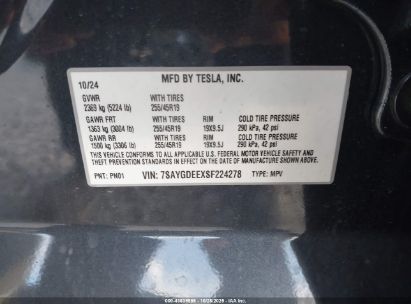 MFD BY TESLA, INC.
10/24
GVWR WITH TIRES
2369 kg (5224 lb) 255/45R19
GAWR FRT WITH TIRES RIM COLD TIRE PRESSURE
1363 kg (3004 lb) 255/45R19 19X9.5J 290 kPa, 42 psi
GAWR RR WITH TIRES RIM COLD TIRE PRESSURE
1500 kg (3306 lb) 255/45R19 19X9.5J 290 kPa, 42 psi
THIS VEHICLE CONFORMS TO ALL APPLICABLE U.S. FEDERAL MOTOR VEHICLE SAFETY AND THEFT PREVENTION
STANDARDS IN EFFECT ON THE DATE OF MANUFACTURE SHOWN ABOVE.
PNT: PN01 VIN: 7SAYGDEEXSF224278 TYPE: MPV